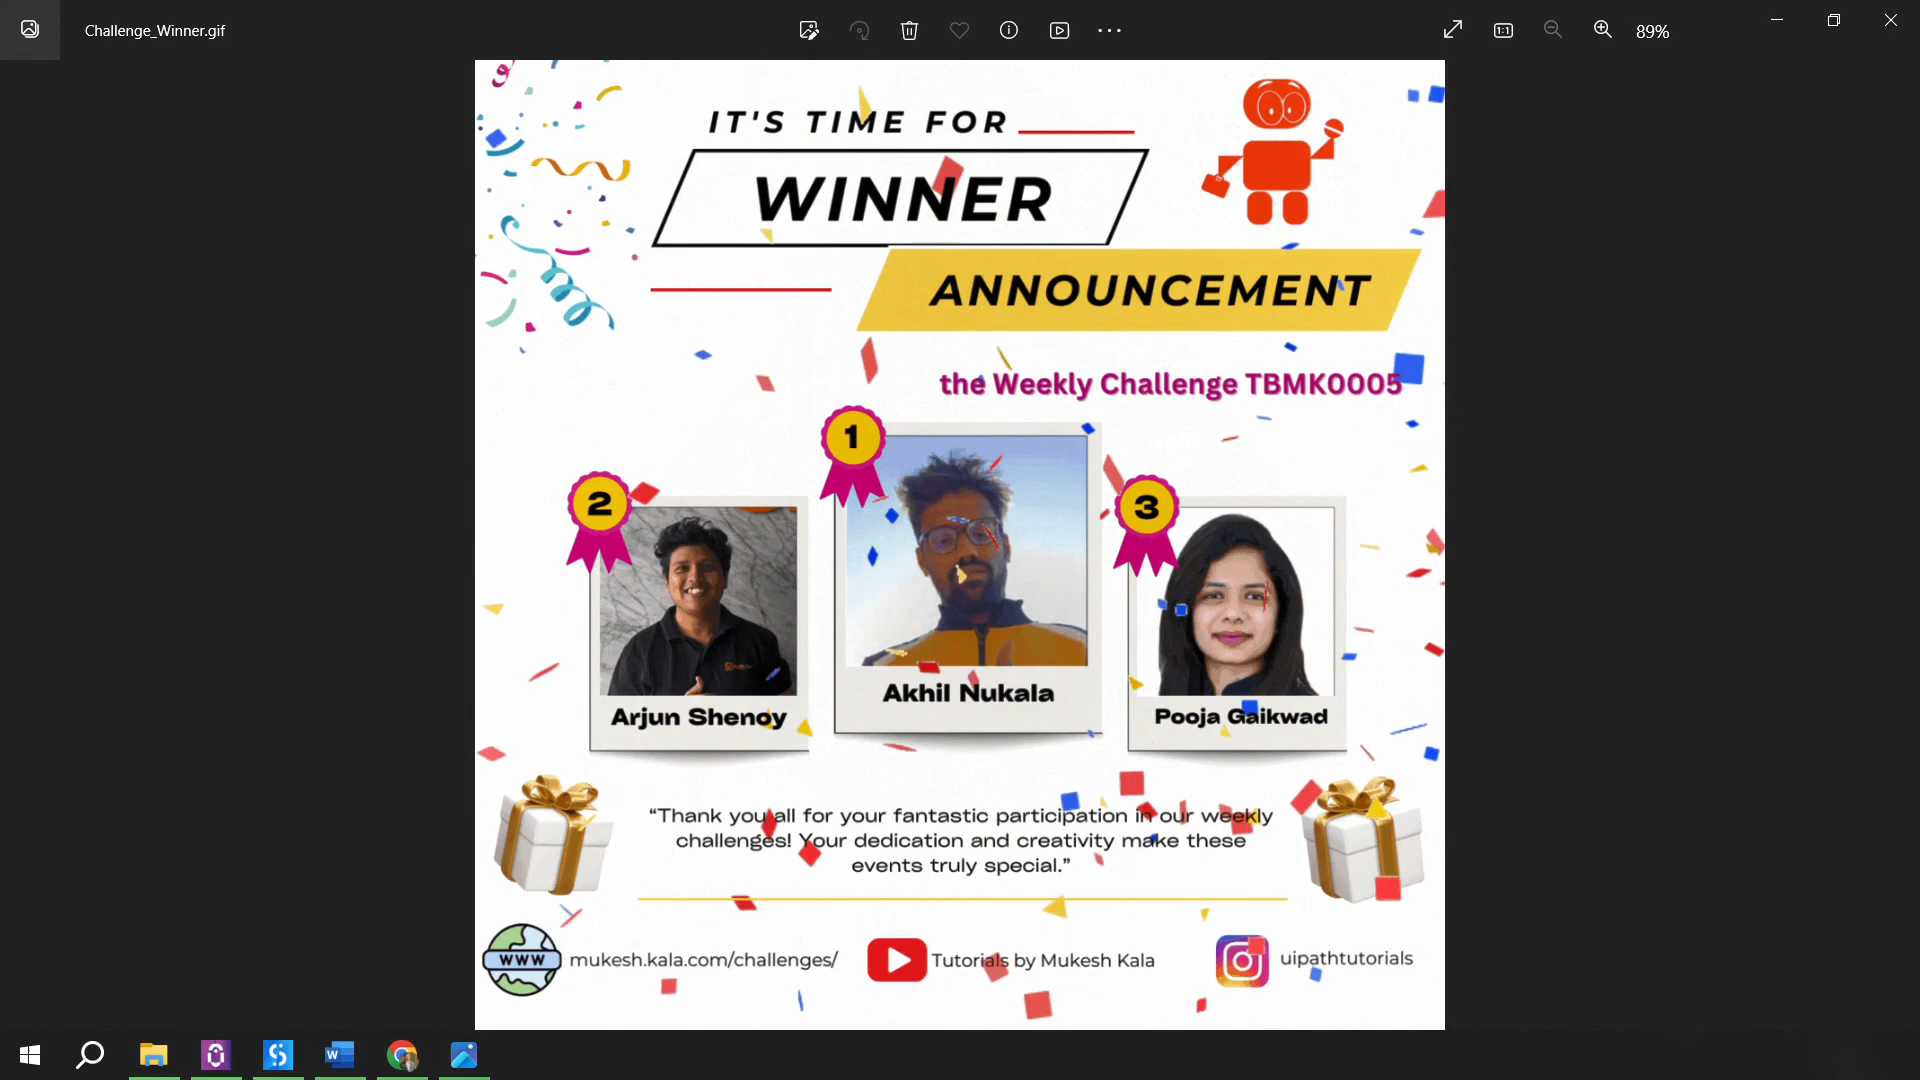 Challenge_Winner.gif
1:1
89%
IT'S TIME FOR
WINNER
ANNOUNCEMENT
the Weekly Challenge TBMK0005
1
2
3
Akhil Nukala
Arjun Shenoy
Pooja Gaikwad
“Thank you all for your fantastic participation in our weekly
challenges! Your dedication and creativity make these
events truly special.”
WWW
mukesh.kala.com/challenges/
Tutorials by Mukesh Kala
uipathtutorials
W